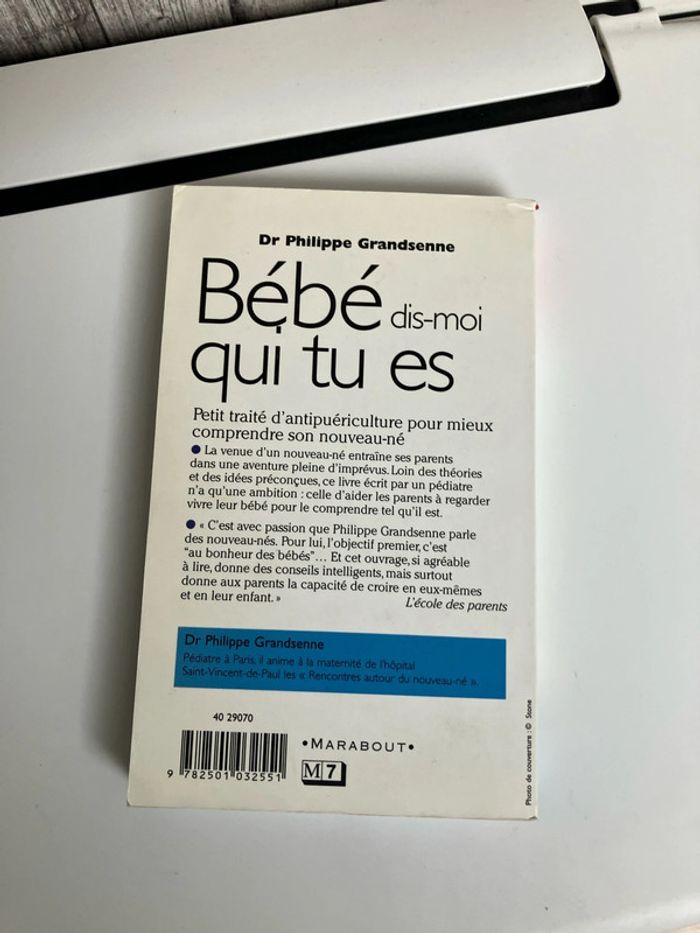 Dr Philippe Grandsenne
Bébé dis-moi
qui tu es
Petit traité d'antipuériculture pour mieux
comprendre son nouveau-né
● La venue d'un nouveau-né entraîne ses parents
dans une aventure pleine d'imprévus. Loin des théories
et des idées préconçues, ce livre écrit par un pédiatre
n'a qu'une ambition : celle d'aider les parents à regarder
vivre leur bébé pour le comprendre tel qu'il est.
● « C'est avec passion que Philippe Grandsenne parle
des nouveau-nés. Pour lui, l'objectif premier, c'est
"au bonheur des bébés"... Et cet ouvrage, si agréable
à lire, donne des conseils intelligents, mais surtout
donne aux parents la capacité de croire en eux-mêmes
et en leur enfant. » L'école des parents
Dr Philippe Grandsenne
Pédiatre à Paris, il anime à la maternité de l'hôpital
Saint-Vincent-de-Paul les « Rencontres autour du nouveau-né ».
40 29070
9 782501 032551
•MARABOUT•
M 7
Photo de couverture : © Stone